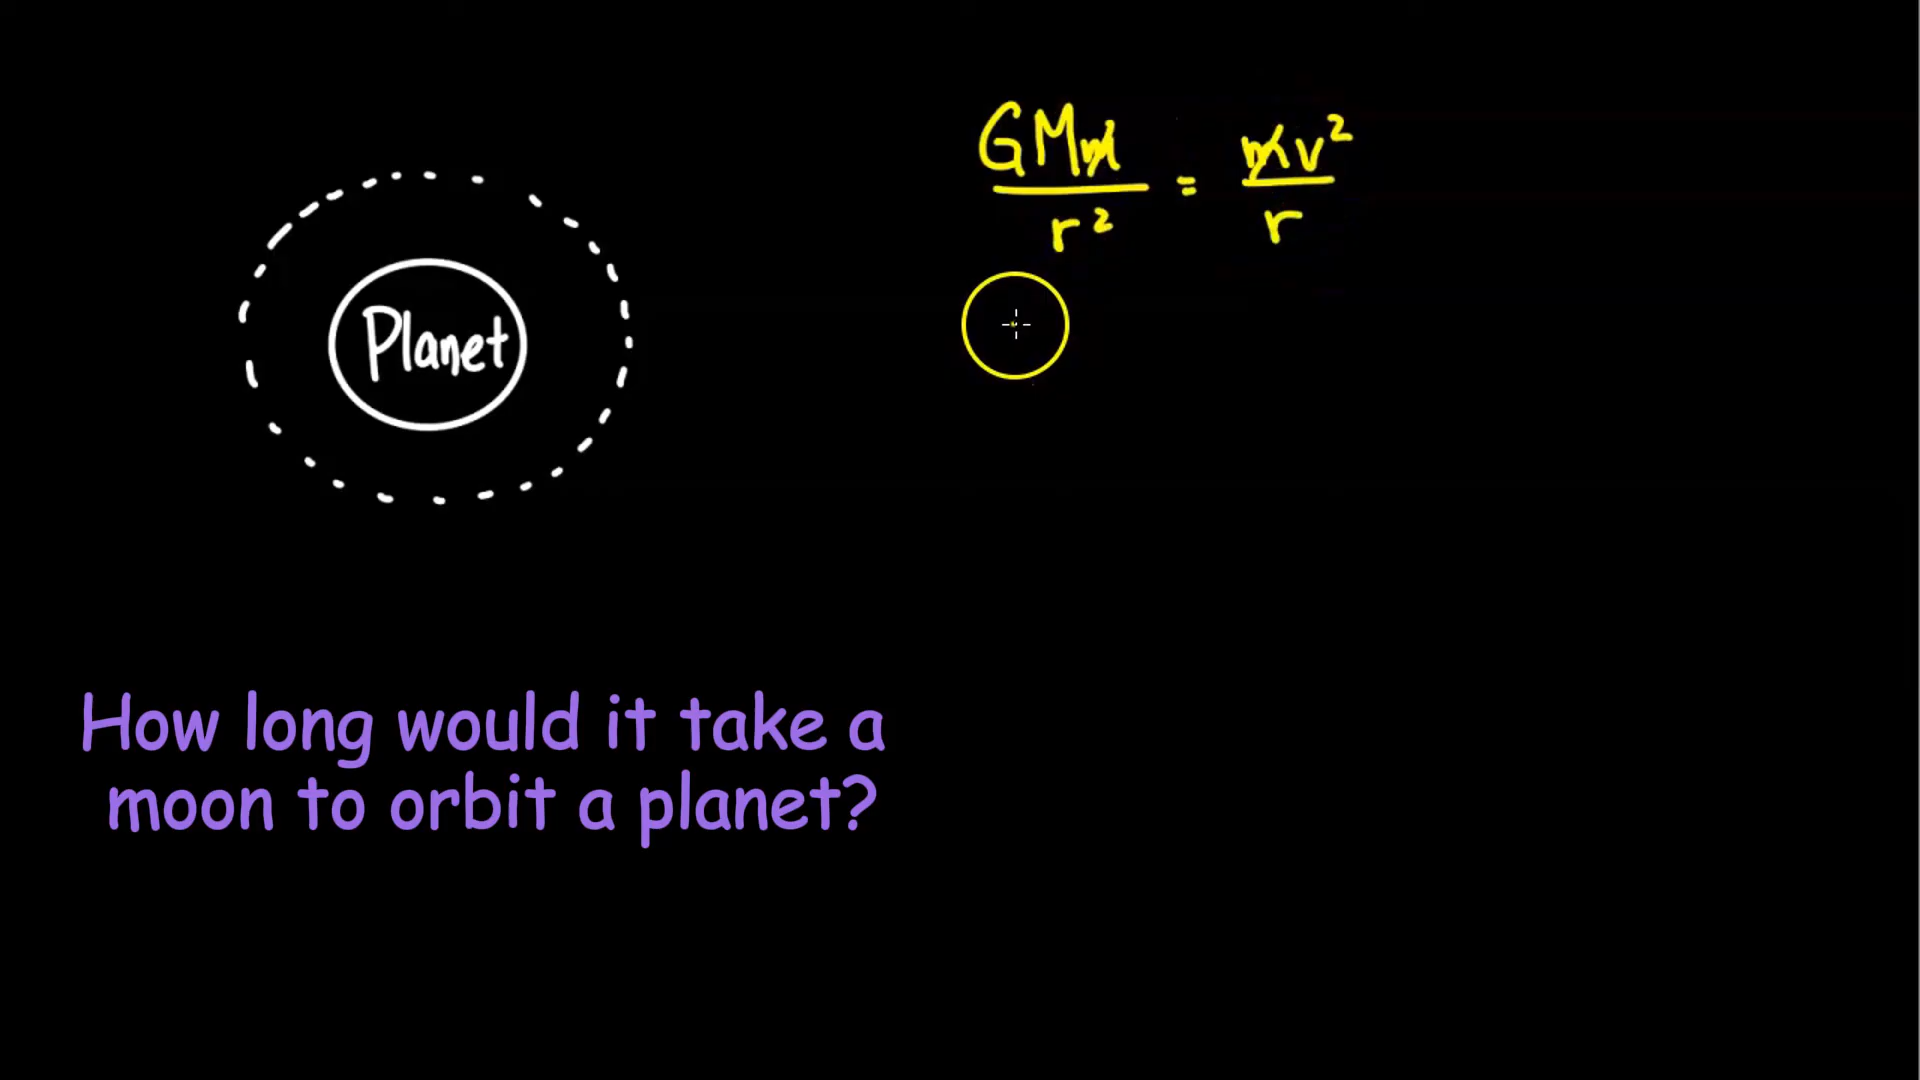 GMm = mv²
r² r
Planet
How long would it take a
moon to orbit a planet?